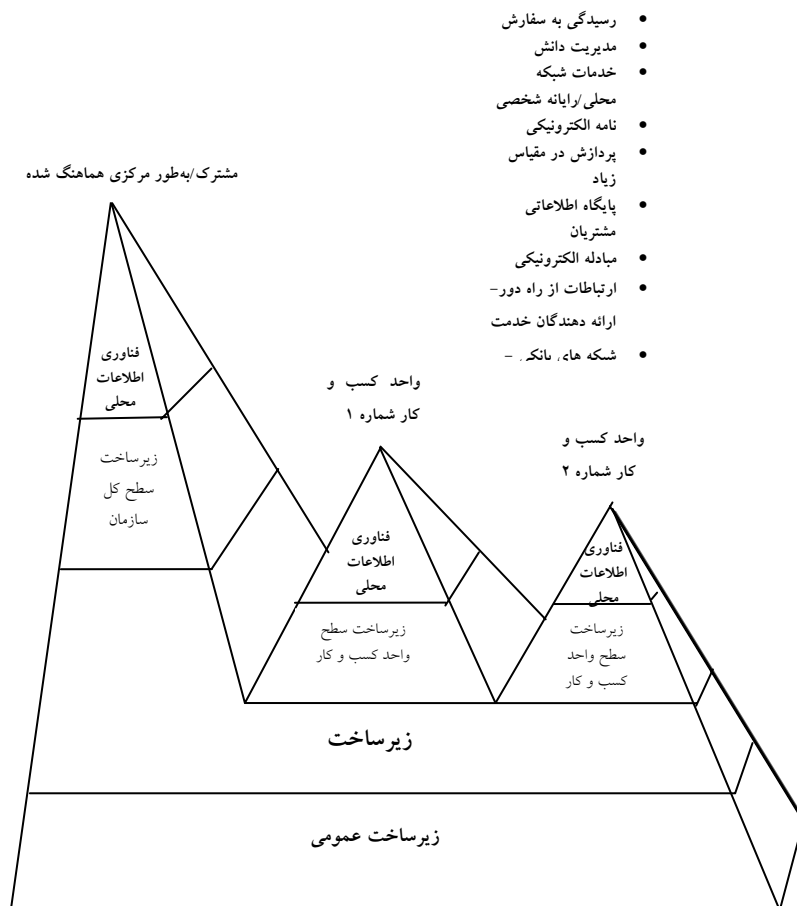 • رسیدگی به سفارش
• مدیریت دانش
• خدمات شبکه
محلی/رایانه شخصی
• نامه الکترونیکی
• پردازش در مقیاس
زیاد
• پایگاه اطلاعاتی
مشتریان
• مبادله الکترونیکی
• ارتباطات از راه دور–
ارائه دهندگان خدمت
• شبکه های بانکی –
مشترک/به‌طور مرکزی هماهنگ شده
فناوری
اطلاعات
محلی
زیرساخت
سطح کل
سازمان
واحد کسب و
کار شماره ۱
فناوری
اطلاعات
محلی
زیرساخت سطح
واحد کسب و کار
واحد کسب و
کار شماره ۲
فناوری
اطلاعات
محلی
زیرساخت
سطح واحد
کسب و کار
زیرساخت
زیرساخت عمومی